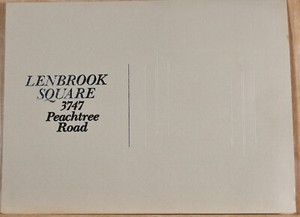 LENBROOK
SQUARE
3747
Peachtree
Road